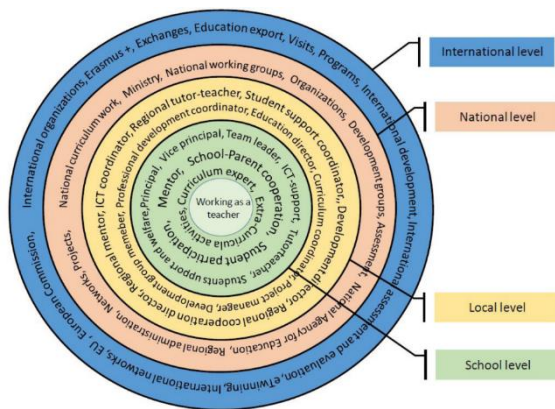 International organizations, Erasmus +, Exchanges, Education export, Visits, Programs, International development, International assessment and evaluation, eTwinning, International networks, EU , European Commission,
National curriculum work, Ministry, National working groups, Organizations, Development groups, Assessment, National Agency for Education, Regional administration, Networks, Projects,
Regional mentor, ICT coordinator, Regional tutor-teacher, Student support coordinator,, Development director, Regional cooperation director,
Development group memeber, Professional development coordinator, Education director, Curriculum coordinator, Project manager,
Principal, Vice principal, Team leader, ICT-support, Tutor teacher, Students support and welfare,
Mentor, School-Parent cooperation, Student participation,
Curriculum expert, Extra-Curricula activities,
Working as a
teacher
International level
National level
Local level
School level